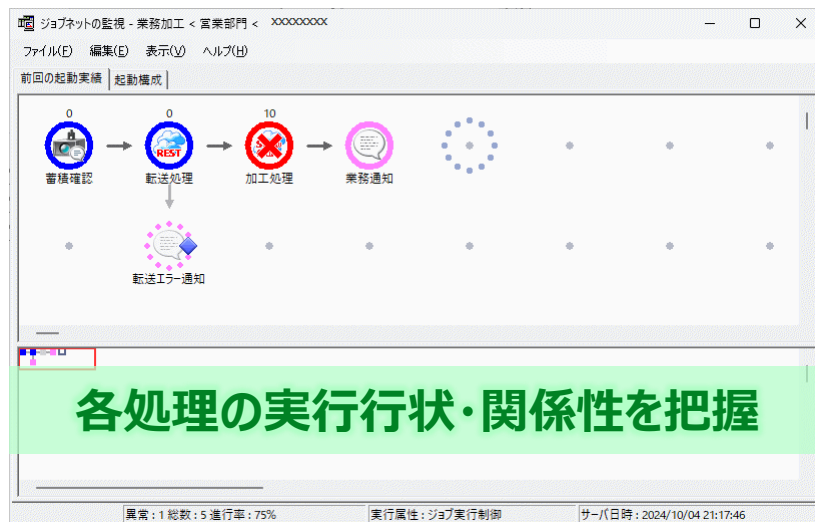 ジョブネットの監視 - 業務加工 < 営業部門 < XXXXXXXX
ファイル(F) 編集(E) 表示(V) ヘルプ(H)
前回の起動実績 起動構成
0 0 10
REST
蓄積確認 転送処理 加工処理 業務通知
転送エラー通知
各処理の実行行状・関係性を把握
異常 : 1 総数 : 5 進行率 : 75% 実行属性 : ジョブ実行制御 サーバ日時 : 2024/10/04 21:17:46